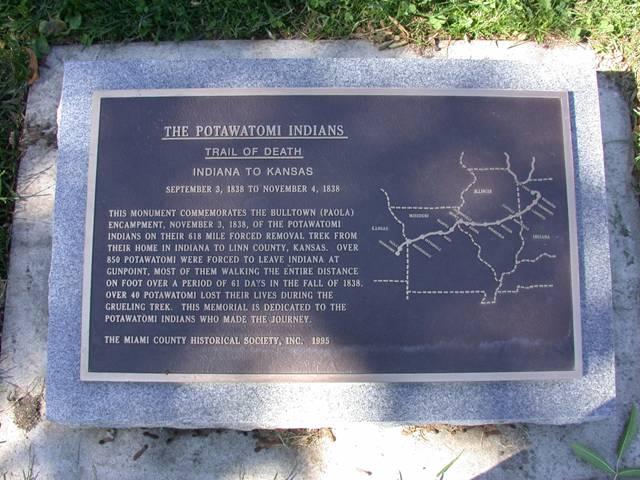 THE POTAWATOMI INDIANS
TRAIL OF DEATH
INDIANA TO KANSAS
SEPTEMBER 3, 1838 TO NOVEMBER 4, 1838
THIS MONUMENT COMMEMORATES THE BULLTOWN (PAOLA)
ENCAMPMENT, NOVEMBER 3, 1838, OF THE POTAWATOMI
INDIANS ON THEIR 618 MILE FORCED REMOVAL TREK FROM
THEIR HOME IN INDIANA TO LINN COUNTY, KANSAS. OVER
850 POTAWATOMI WERE FORCED TO LEAVE INDIANA AT
GUNPOINT, MOST OF THEM WALKING THE ENTIRE DISTANCE
ON FOOT OVER A PERIOD OF 61 DAYS IN THE FALL OF 1838.
OVER 40 POTAWATOMI LOST THEIR LIVES DURING THE
GRUELING TREK. THIS MEMORIAL IS DEDICATED TO THE
POTAWATOMI INDIANS WHO MADE THE JOURNEY.
THE MIAMI COUNTY HISTORICAL SOCIETY, INC. 1995
ILLINOIS
MISSOURI
KANSAS
INDIANA